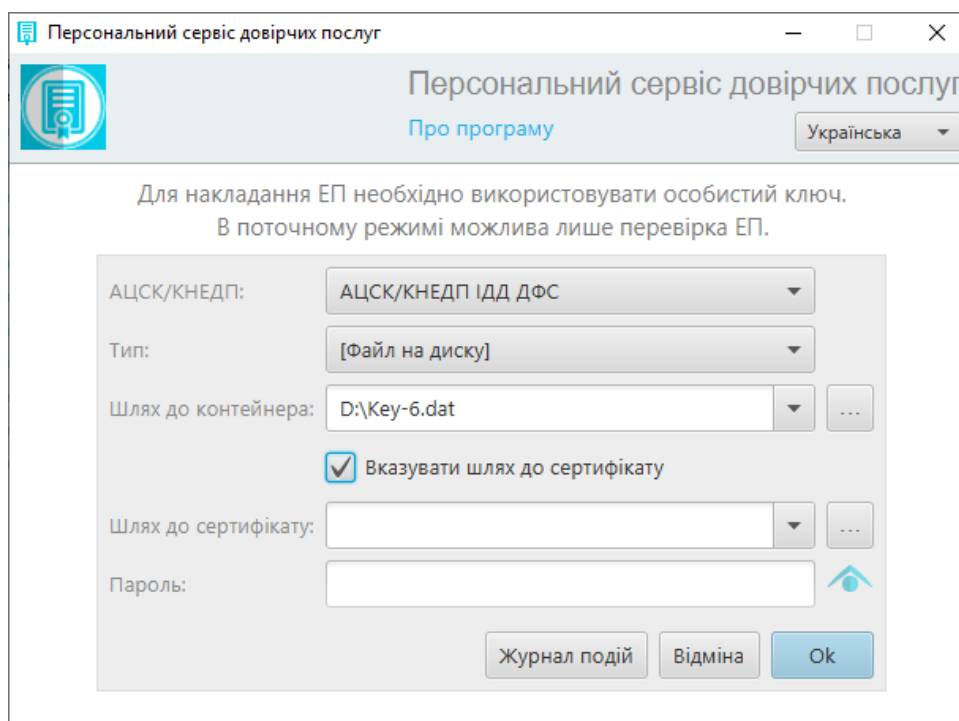 Персональний сервіс довірчих послуг
Персональний сервіс довірчих послуг
Про програму
Українська
Для накладання ЕП необхідно використовувати особистий ключ.
В поточному режимі можлива лише перевірка ЕП.
АЦСК/КНЕДП: АЦСК/КНЕДП ІДД ДФС
Тип: [Файл на диску]
Шлях до контейнера: D:\Key-6.dat ...
Вказувати шлях до сертифікату
Шлях до сертифікату: ...
Пароль:
Журнал подій Відміна Ok